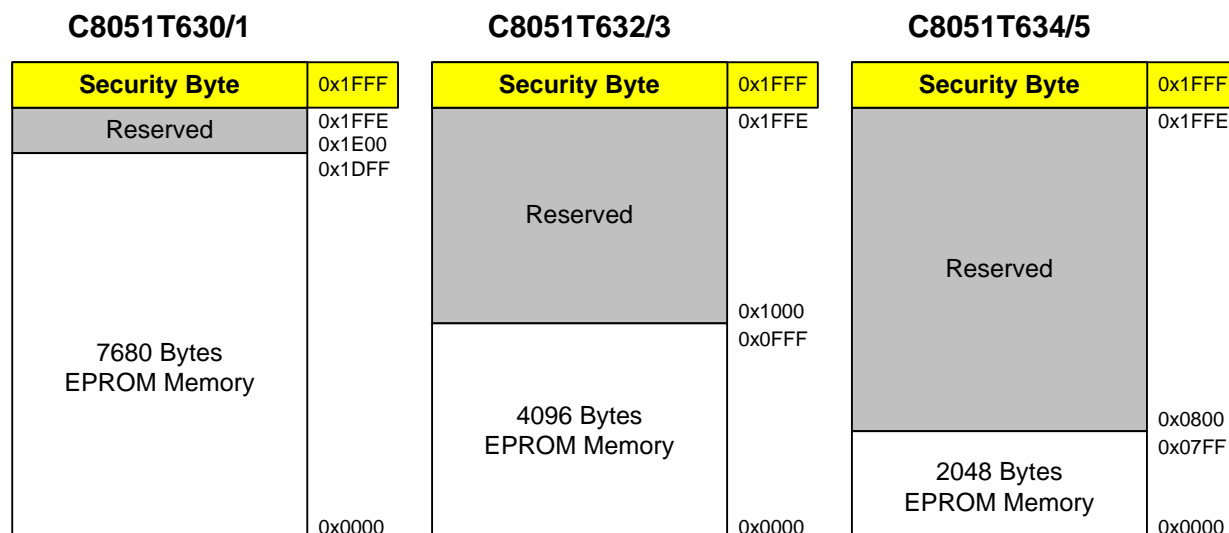 C8051T630/1
C8051T632/3
C8051T634/5
Security Byte 0x1FFF
Security Byte 0x1FFF
Security Byte 0x1FFF
Reserved
0x1FFE
0x1E00
0x1DFF
0x1FFE
0x1FFE
Reserved
Reserved
0x1000
0x0FFF
7680 Bytes
EPROM Memory
4096 Bytes
EPROM Memory
0x0800
0x07FF
2048 Bytes
EPROM Memory
0x0000
0x0000
0x0000